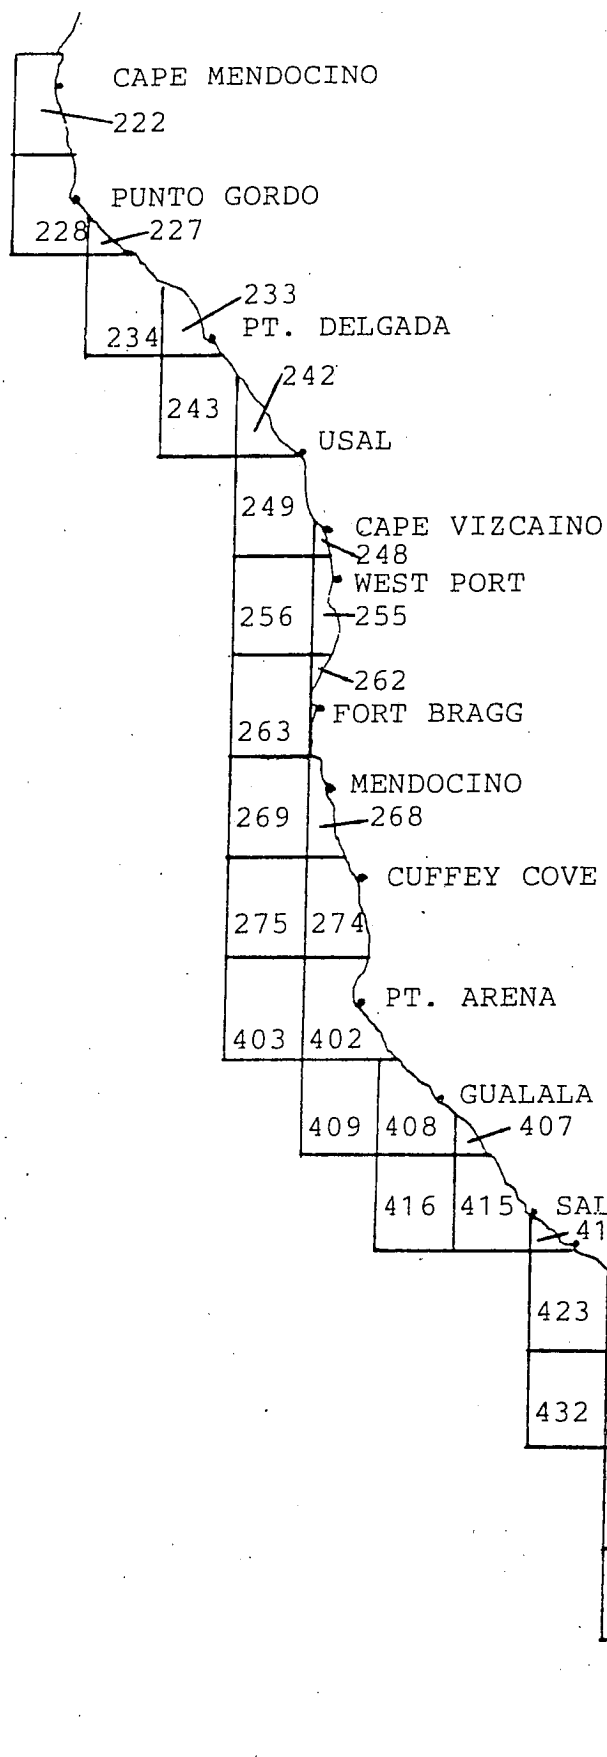 CAPE MENDOCINO
222
PUNTO GORDO
228 227
233
PT. DELGADA
234
242
243
USAL
249
CAPE VIZCAINO
248
WEST PORT
256 255
262
FORT BRAGG
263
MENDOCINO
269 268
CUFFEY COVE
275 274
PT. ARENA
403 402
GUALALA
409 408 407
416 415 SAL
41
423
432